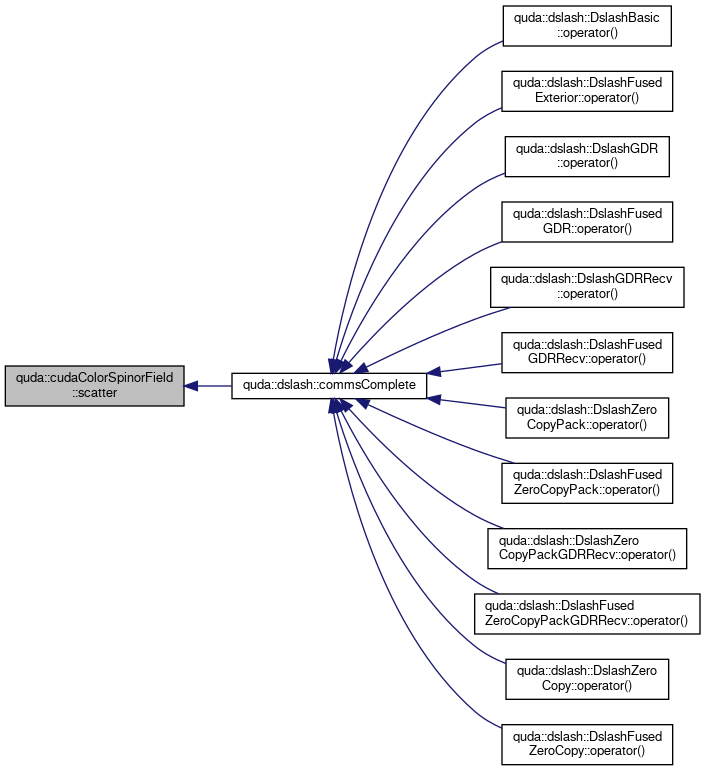 quda::dslash::DslashBasic
::operator()
quda::dslash::DslashFused
Exterior::operator()
quda::dslash::DslashGDR
::operator()
quda::dslash::DslashFused
GDR::operator()
quda::dslash::DslashGDRRecv
::operator()
quda::dslash::DslashFused
GDRRecv::operator()
quda::cudaColorSpinorField
::scatter
quda::dslash::commsComplete
quda::dslash::DslashZero
CopyPack::operator()
quda::dslash::DslashFused
ZeroCopyPack::operator()
quda::dslash::DslashZero
CopyPackGDRRecv::operator()
quda::dslash::DslashFused
ZeroCopyPackGDRRecv::operator()
quda::dslash::DslashZero
Copy::operator()
quda::dslash::DslashFused
ZeroCopy::operator()